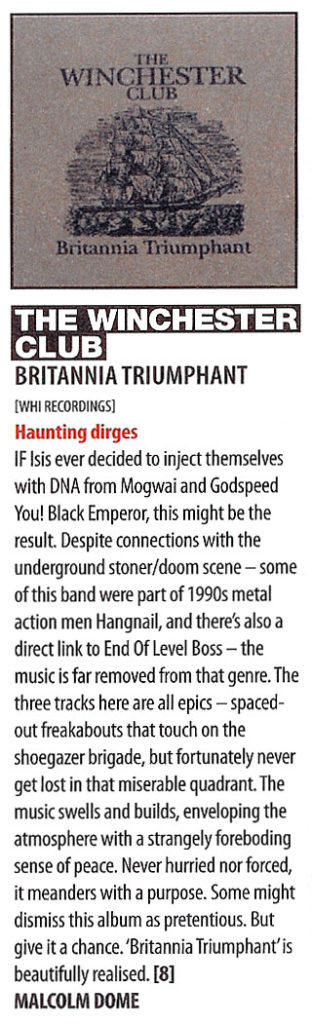 THE
WINCHESTER
CLUB
Britannia Triumphant
THE WINCHESTER
CLUB
BRITANNIA TRIUMPHANT
[WHI RECORDINGS]
Haunting dirges
IF Isis ever decided to inject themselves
with DNA from Mogwai and Godspeed
You! Black Emperor, this might be the
result. Despite connections with the
underground stoner/doom scene – some
of this band were part of 1990s metal
action men Hangnail, and there's also a
direct link to End Of Level Boss – the
music is far removed from that genre. The
three tracks here are all epics – spaced-
out freakabouts that touch on the
shoegazer brigade, but fortunately never
get lost in that miserable quadrant. The
music swells and builds, enveloping the
atmosphere with a strangely foreboding
sense of peace. Never hurried nor forced,
it meanders with a purpose. Some might
dismiss this album as pretentious. But
give it a chance. 'Britannia Triumphant' is
beautifully realised. [8]
MALCOLM DOME